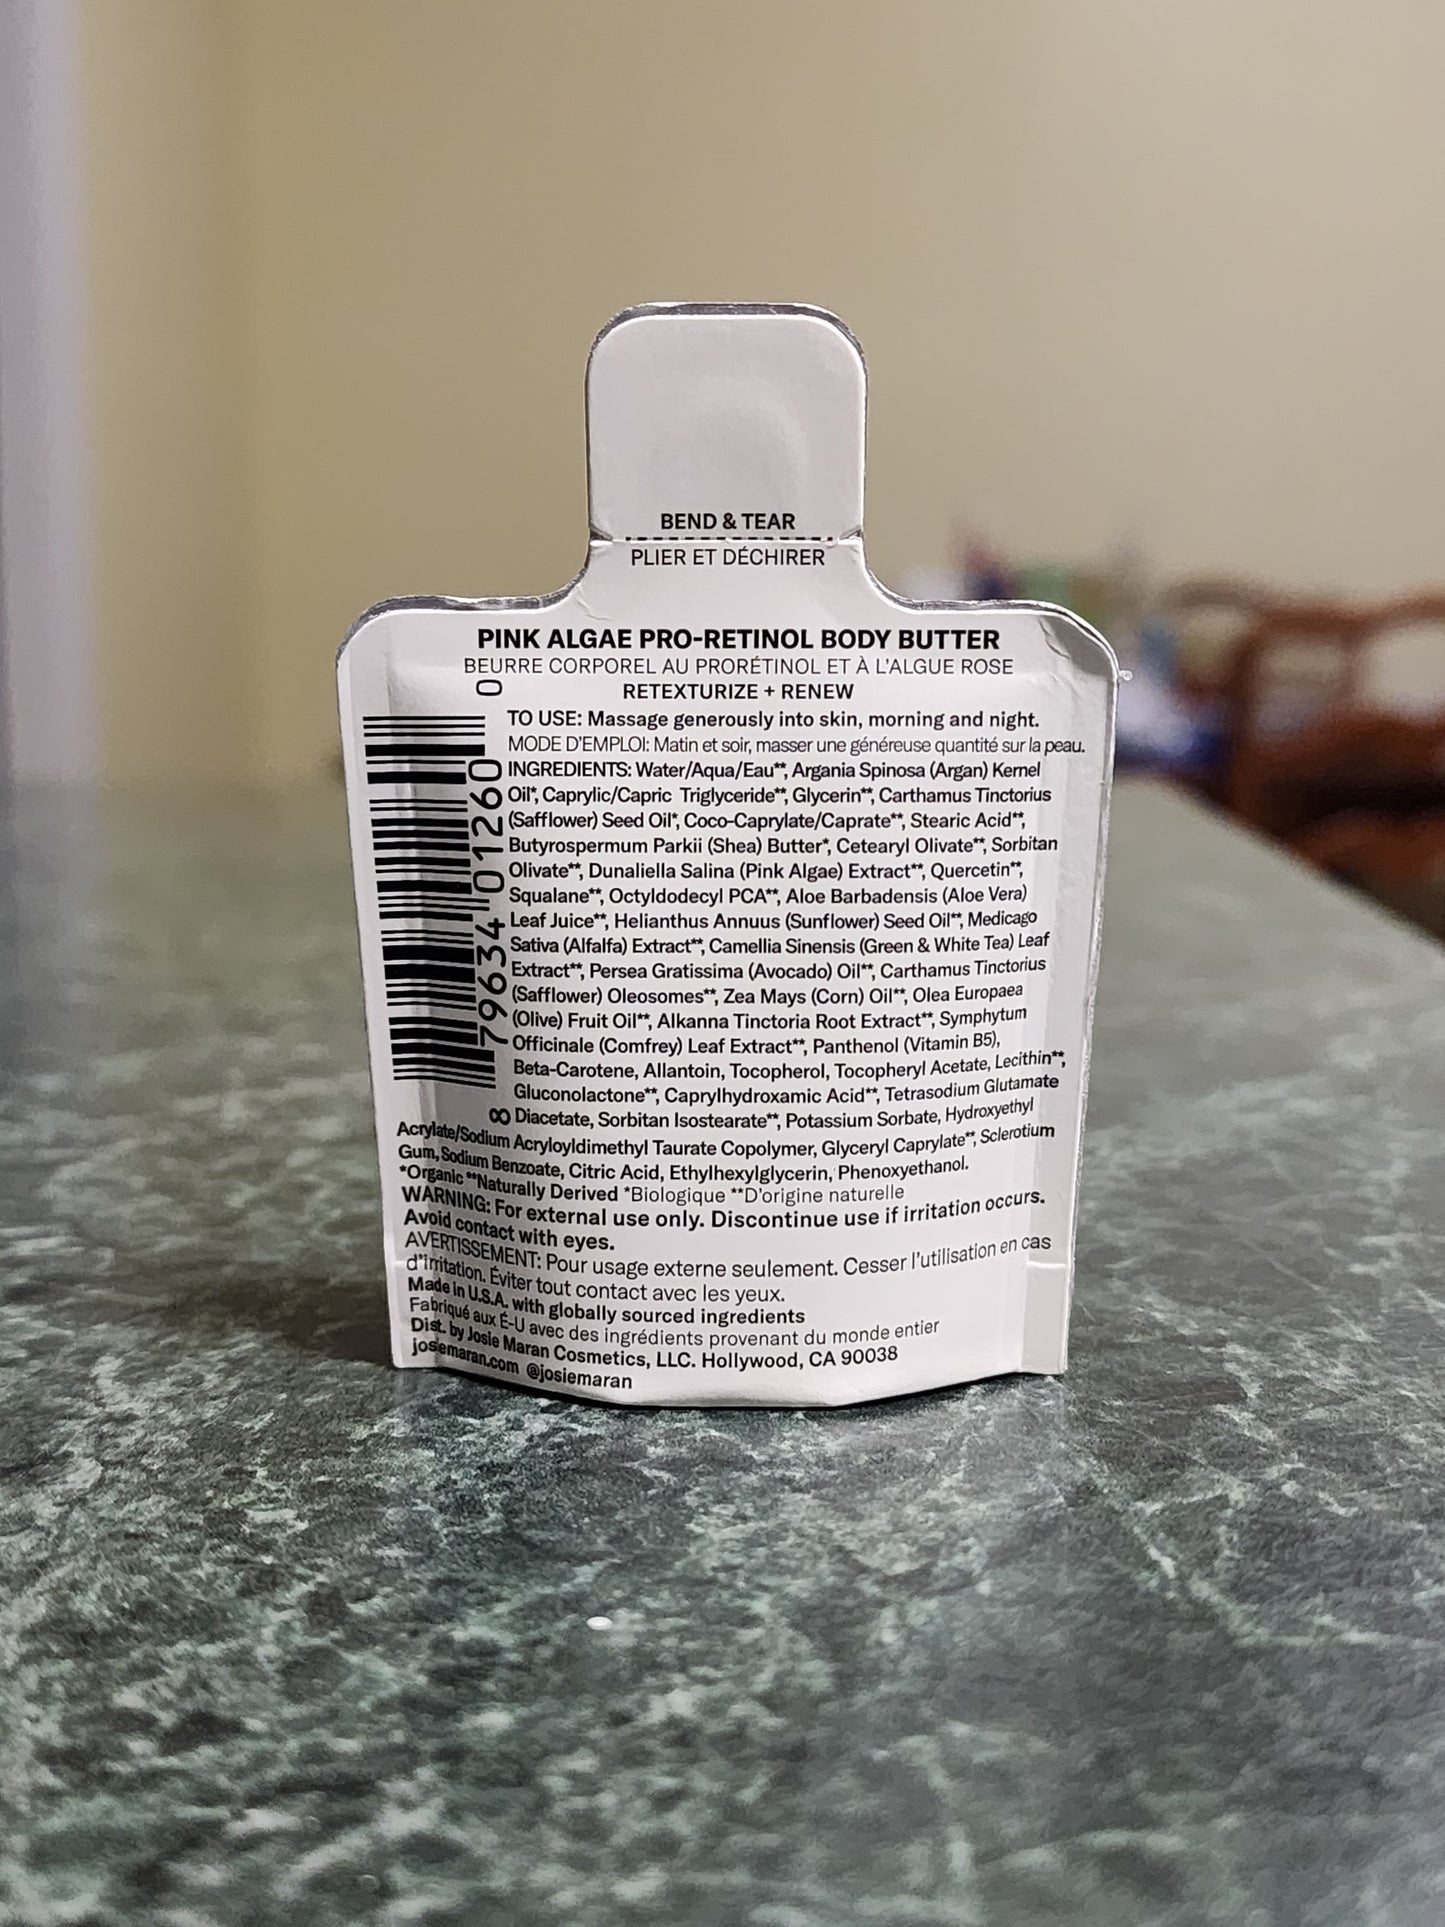 BEND & TEAR
PLIER ET DÉCHIRER
PINK ALGAE PRO-RETINOL BODY BUTTER
BEURRE CORPOREL AU PRORÉTINOL ET À L'ALGUE ROSE
RETEXTURIZE + RENEW
TO USE: Massage generously into skin, morning and night.
MODE D'EMPLOI: Matin et soir, masser une généreuse quantité sur la peau.
INGREDIENTS: Water/Aqua/Eau**, Argania Spinosa (Argan) Kernel
Oil*, Caprylic/Capric Triglyceride**, Glycerin**, Carthamus Tinctorius
(Safflower) Seed Oil*, Coco-Caprylate/Caprate**, Stearic Acid**,
Butyrospermum Parkii (Shea) Butter*, Cetearyl Olivate**, Sorbitan
Olivate**, Dunaliella Salina (Pink Algae) Extract**, Quercetin**,
Squalane**, Octyldodecyl PCA**, Aloe Barbadensis (Aloe Vera)
Leaf Juice**, Helianthus Annuus (Sunflower) Seed Oil**, Medicago
Sativa (Alfalfa) Extract**, Camellia Sinensis (Green & White Tea) Leaf
Extract**, Persea Gratissima (Avocado) Oil**, Carthamus Tinctorius
(Safflower) Oleosomes**, Zea Mays (Corn) Oil**, Olea Europaea
(Olive) Fruit Oil**, Alkanna Tinctoria Root Extract**, Symphytum
Officinale (Comfrey) Leaf Extract**, Panthenol (Vitamin B5),
Beta-Carotene, Allantoin, Tocopherol, Tocopheryl Acetate, Lecithin**,
Gluconolactone**, Caprylhydroxamic Acid**, Tetrasodium Glutamate
Diacetate, Sorbitan Isostearate**, Potassium Sorbate, Hydroxyethyl
Acrylate/Sodium Acryloyldimethyl Taurate Copolymer, Glyceryl Caprylate**, Sclerotium
Gum, Sodium Benzoate, Citric Acid, Ethylhexylglycerin, Phenoxyethanol.
*Organic **Naturally Derived *Biologique **D'origine naturelle
WARNING: For external use only. Discontinue use if irritation occurs.
Avoid contact with eyes.
AVERTISSEMENT: Pour usage externe seulement. Cesser l'utilisation en cas
d'irritation. Éviter tout contact avec les yeux.
Made in U.S.A. with globally sourced ingredients
Fabriqué aux É-U avec des ingrédients provenant du monde entier
Dist. by Josie Maran Cosmetics, LLC. Hollywood, CA 90038
josiemaran.com @josiemaran
8 79634 01260 0